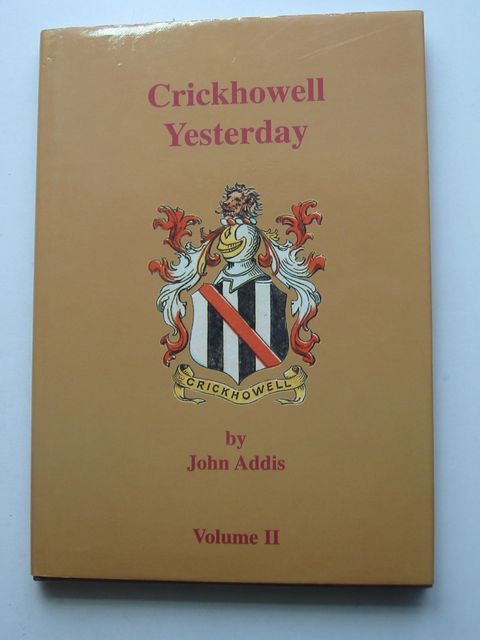 Crickhowell
Yesterday
CRICKHOWELL
by
John Addis
Volume II